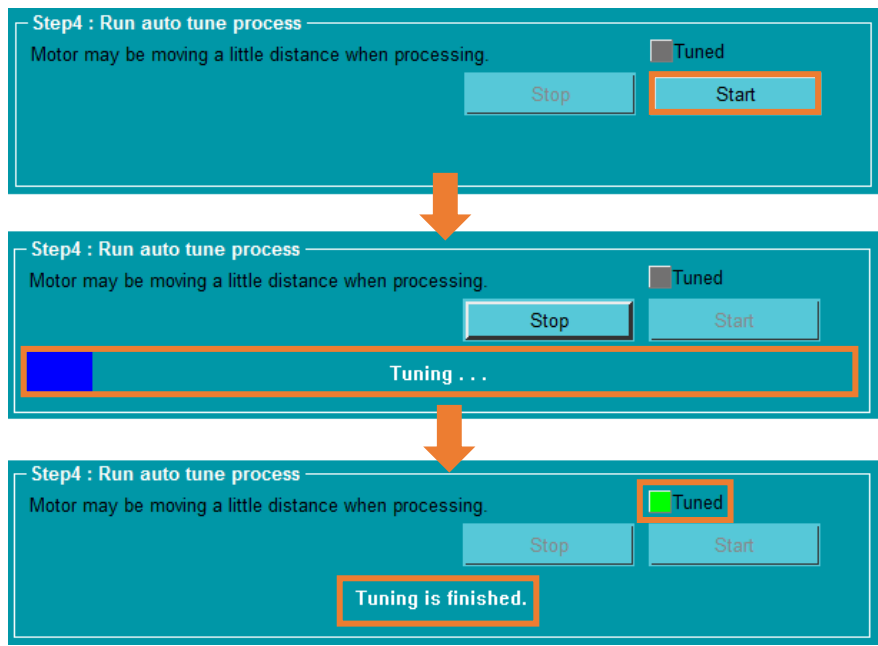 Step4 : Run auto tune process
Motor may be moving a little distance when processing.
Tuned
Stop
Start
Step4 : Run auto tune process
Motor may be moving a little distance when processing.
Tuned
Stop
Start
Tuning . . .
Step4 : Run auto tune process
Motor may be moving a little distance when processing.
Tuned
Stop
Start
Tuning is finished.